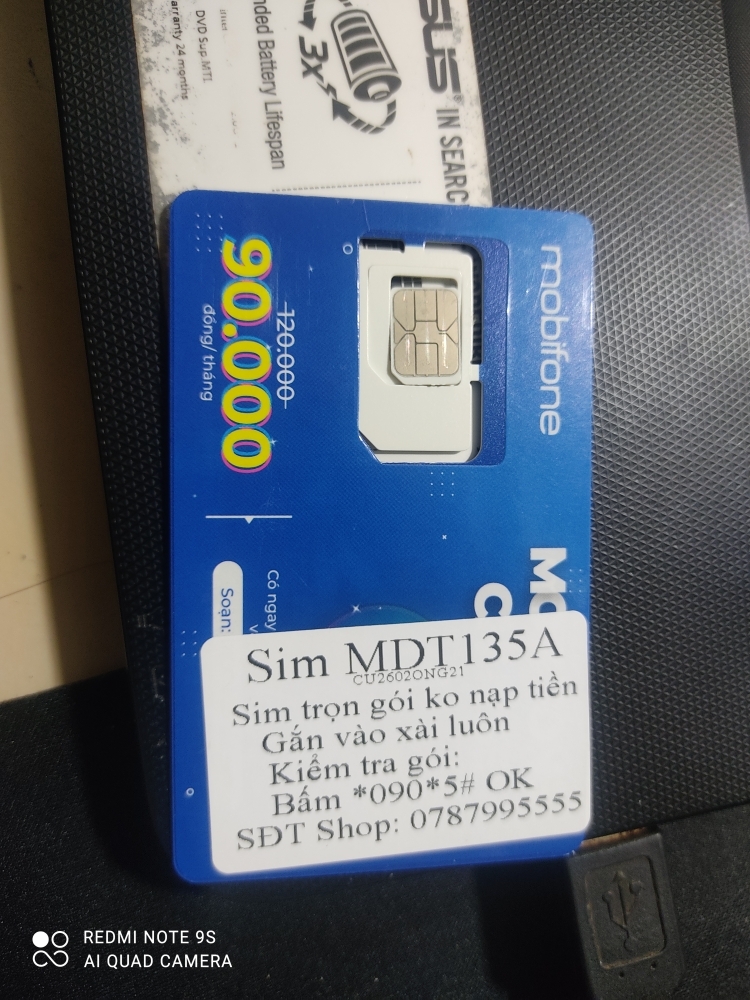 SUS
IN SEARC
3x
nded Battery Lifespan
DVD Sup.MTL
arranty 24 months
mobifone
120.000
90.000
đồng/tháng
Có ngay
Soạn:
Sim MDT135A
CU2602ONG21
Sim trọn gói ko nạp tiền
Gắn vào xài luôn
Kiểm tra gói:
Bấm *090*5# OK
SĐT Shop: 0787995555
REDMI NOTE 9S
AI QUAD CAMERA